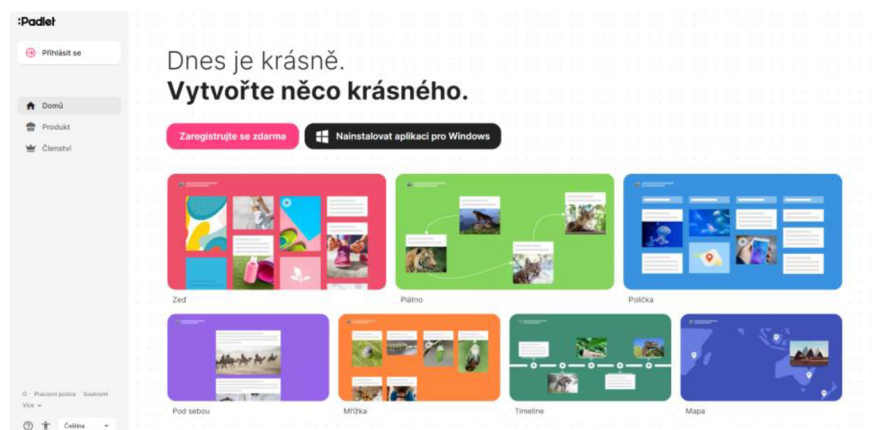 :Padlet
Přihlásit se
Domů
Produkt
Členství
Dnes je krásně.
Vytvořte něco krásného.
Zaregistrujte se zdarma
Nainstalovat aplikaci pro Windows
Zeď
Plátno
Polička
Pod sebou
Mřížka
Timeline
Mapa
O Pracovní pozice Soukromí
Více
Čeština